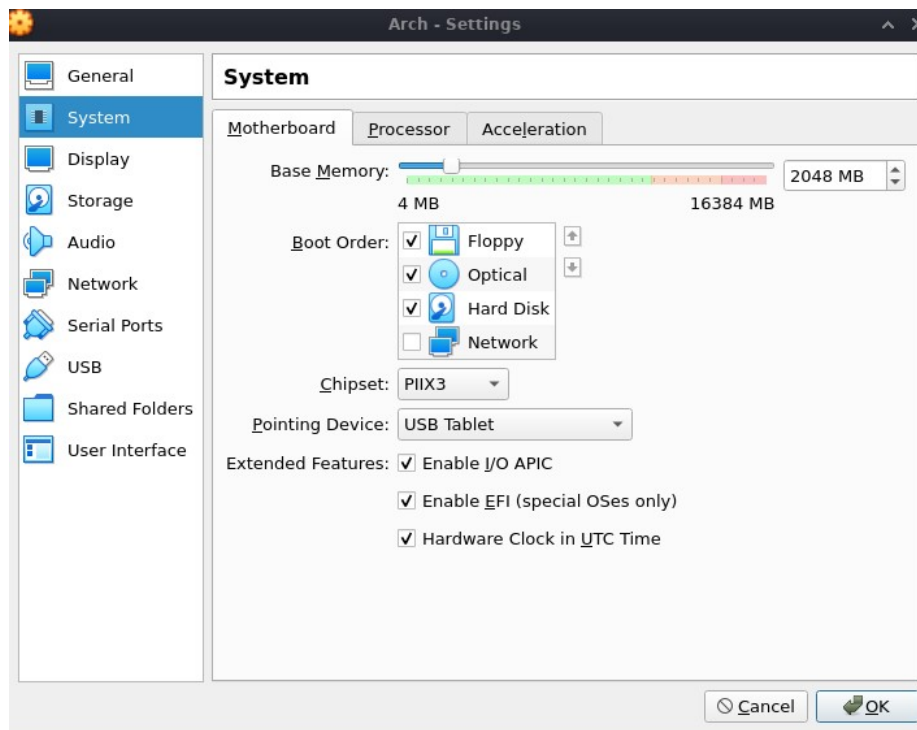 Arch - Settings
General
System
Display
Storage
Audio
Network
Serial Ports
USB
Shared Folders
User Interface
System
Motherboard Processor Acceleration
Base Memory: 2048 MB
4 MB 16384 MB
Boot Order: Floppy
Optical
Hard Disk
Network
Chipset: PIIX3
Pointing Device: USB Tablet
Extended Features: Enable I/O APIC
Enable EFI (special OSes only)
Hardware Clock in UTC Time
Cancel OK